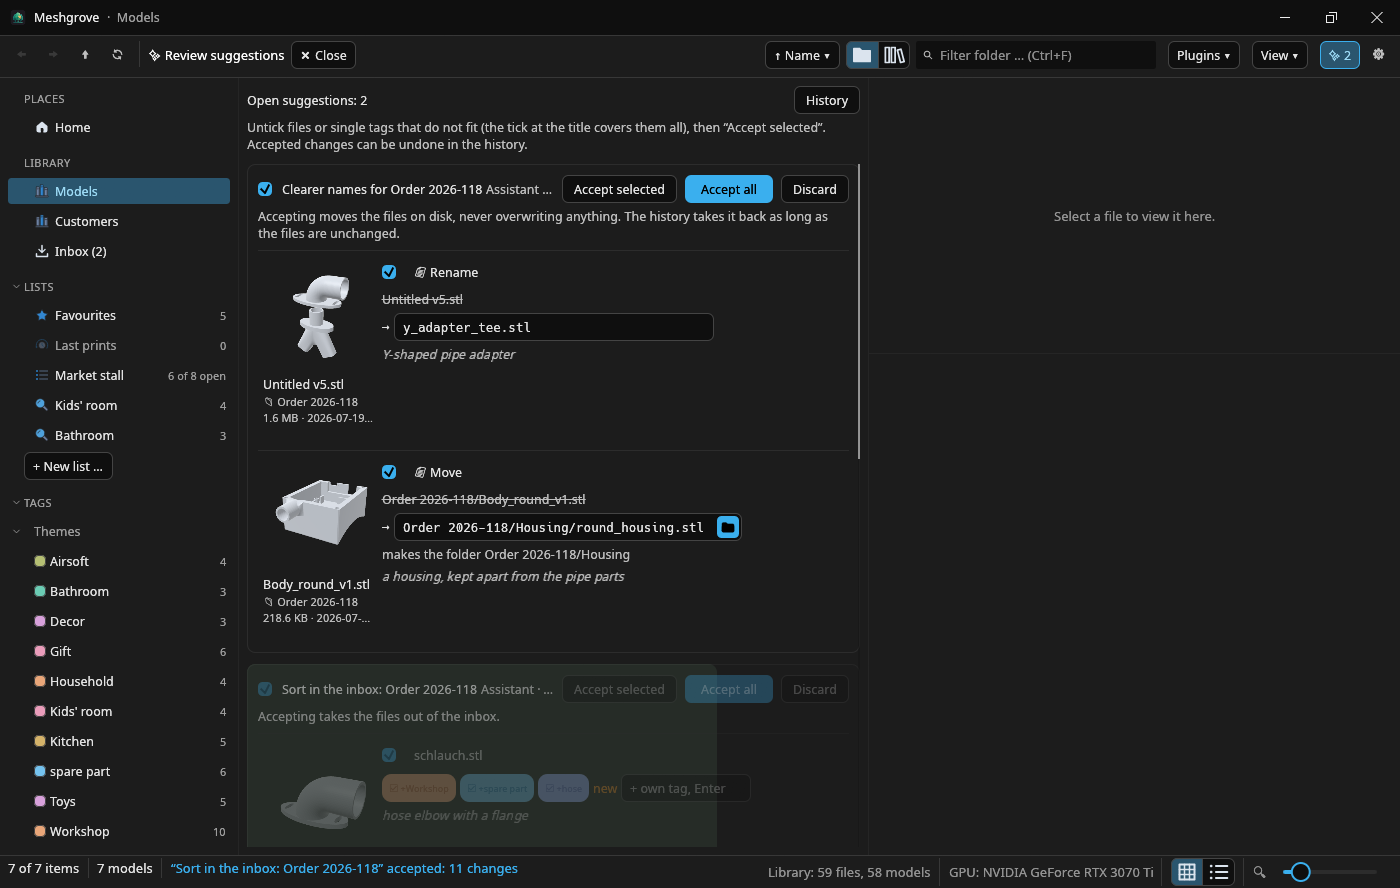 Meshgrove · Models
Review suggestions
Close
↑ Name
Filter folder ... (Ctrl+F)
Plugins
View
2
PLACES
Home
LIBRARY
Models
Customers
Inbox (2)
LISTS
Favourites 5
Last prints 0
Market stall 6 of 8 open
Kids' room 4
Bathroom 3
+ New list ...
TAGS
Themes
Airsoft 4
Bathroom 3
Decor 3
Gift 6
Household 4
Kids' room 4
Kitchen 5
spare part 6
Toys 5
Workshop 10
Open suggestions: 2
History
Untick files or single tags that do not fit (the tick at the title covers them all), then “Accept selected”.
Accepted changes can be undone in the history.
Clearer names for Order 2026-118 Assistant ...
Accept selected
Accept all
Discard
Accepting moves the files on disk, never overwriting anything. The history takes it back as long as
the files are unchanged.
Rename
Untitled v5.stl
→ y_adapter_tee.stl
Y-shaped pipe adapter
Untitled v5.stl
Order 2026-118
1.6 MB · 2026-07-19...
Move
Order 2026-118/Body_round_v1.stl
→ Order 2026-118/Housing/round_housing.stl
makes the folder Order 2026-118/Housing
a housing, kept apart from the pipe parts
Body_round_v1.stl
Order 2026-118
218.6 KB · 2026-07-...
Sort in the inbox: Order 2026-118 Assistant · ...
Accept selected
Accept all
Discard
Accepting takes the files out of the inbox.
schlauch.stl
+Workshop
+spare part
+hose
new
+ own tag, Enter
hose elbow with a flange
Select a file to view it here.
7 of 7 items
7 models
“Sort in the inbox: Order 2026-118” accepted: 11 changes
Library: 59 files, 58 models
GPU: NVIDIA GeForce RTX 3070 Ti